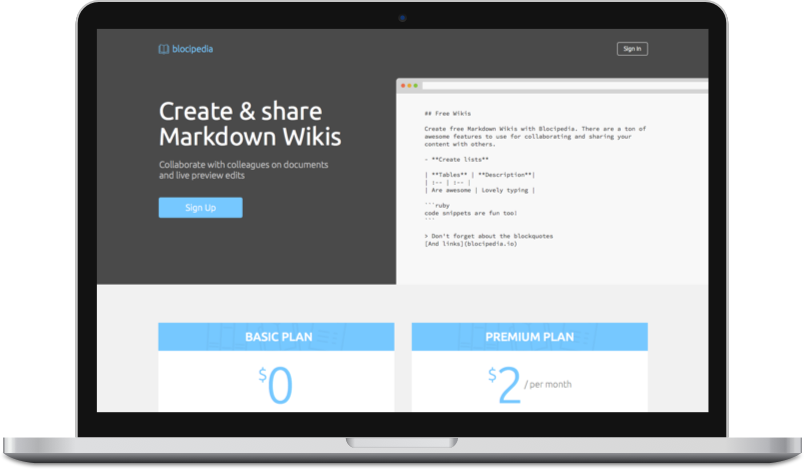 blocipedia
Sign In
Create & share
Markdown Wikis
Collaborate with colleagues on documents
and live preview edits
Sign Up
## Free Wikis
Create free Markdown Wikis with Blocipedia. There are a ton of
awesome features to use for collaborating and sharing your
content with others.
- **Create lists**
| **Tables** | **Description**|
| :-- | :-- |
| Are awesome | Lovely typing |
```ruby
code snippets are fun too!
```
> Don't forget about the blockquotes
[And links](blocipedia.io)
BASIC PLAN
$0
PREMIUM PLAN
$2 / per month